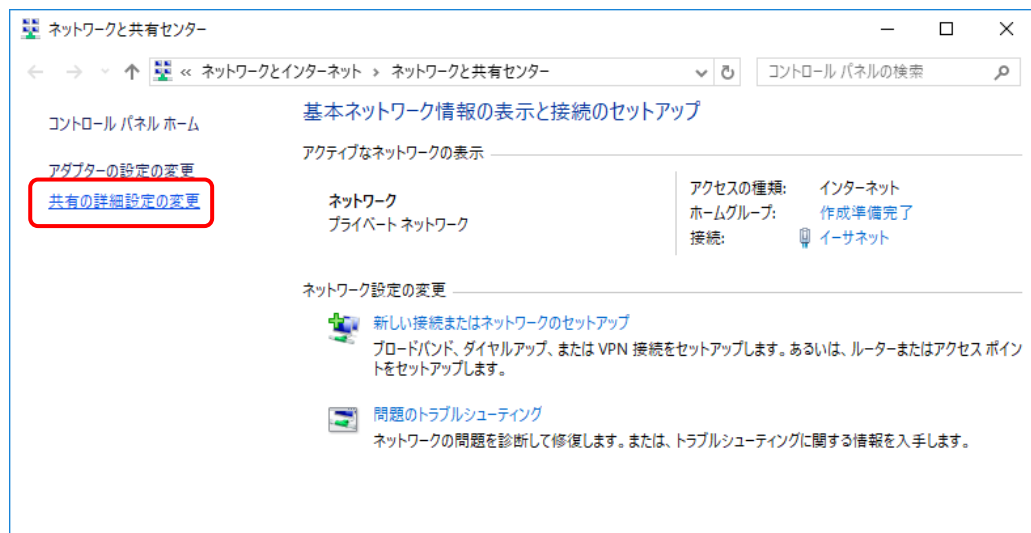 ネットワークと共有センター
« ネットワークとインターネット › ネットワークと共有センター
コントロール パネルの検索
コントロール パネル ホーム
アダプターの設定の変更
共有の詳細設定の変更
基本ネットワーク情報の表示と接続のセットアップ
アクティブなネットワークの表示
ネットワーク
プライベート ネットワーク
アクセスの種類: インターネット
ホームグループ: 作成準備完了
接続: イーサネット
ネットワーク設定の変更
新しい接続またはネットワークのセットアップ
ブロードバンド、ダイヤルアップ、または VPN 接続をセットアップします。あるいは、ルーターまたはアクセス ポイン
トをセットアップします。
問題のトラブルシューティング
ネットワークの問題を診断して修復します。または、トラブルシューティングに関する情報を入手します。